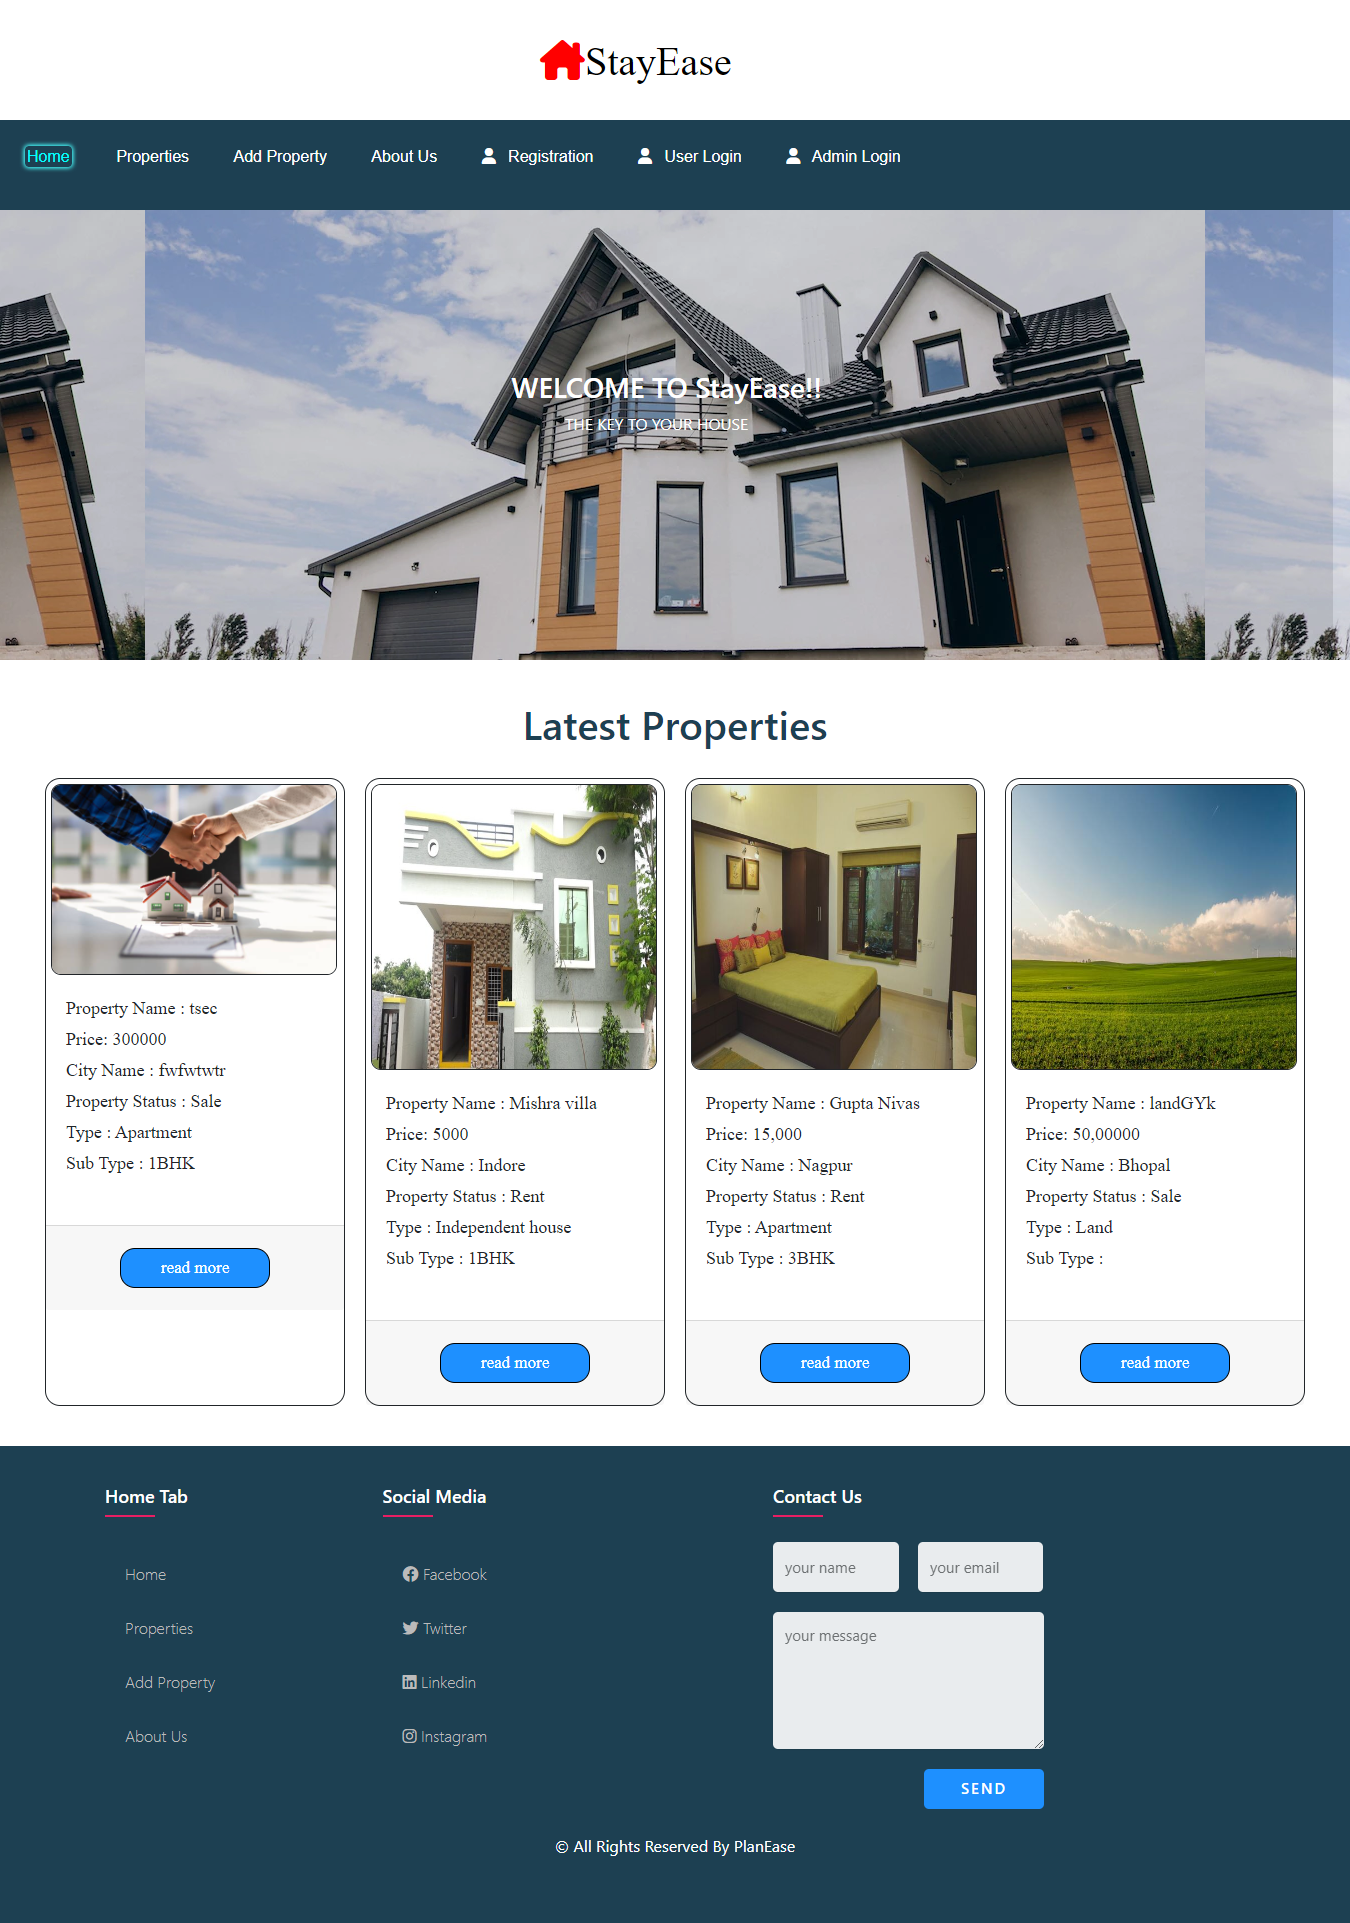 StayEase
Home Properties Add Property About Us Registration User Login Admin Login
WELCOME TO StayEase!!
THE KEY TO YOUR HOUSE
Latest Properties
Property Name : tsec
Price: 300000
City Name : fwfwtwtr
Property Status : Sale
Type : Apartment
Sub Type : 1BHK
read more
Property Name : Mishra villa
Price: 5000
City Name : Indore
Property Status : Rent
Type : Independent house
Sub Type : 1BHK
read more
Property Name : Gupta Nivas
Price: 15,000
City Name : Nagpur
Property Status : Rent
Type : Apartment
Sub Type : 3BHK
read more
Property Name : landGYk
Price: 50,00000
City Name : Bhopal
Property Status : Sale
Type : Land
Sub Type :
read more
Home Tab
Home
Properties
Add Property
About Us
Social Media
Facebook
Twitter
Linkedin
Instagram
Contact Us
your name
your email
your message
SEND
© All Rights Reserved By PlanEase